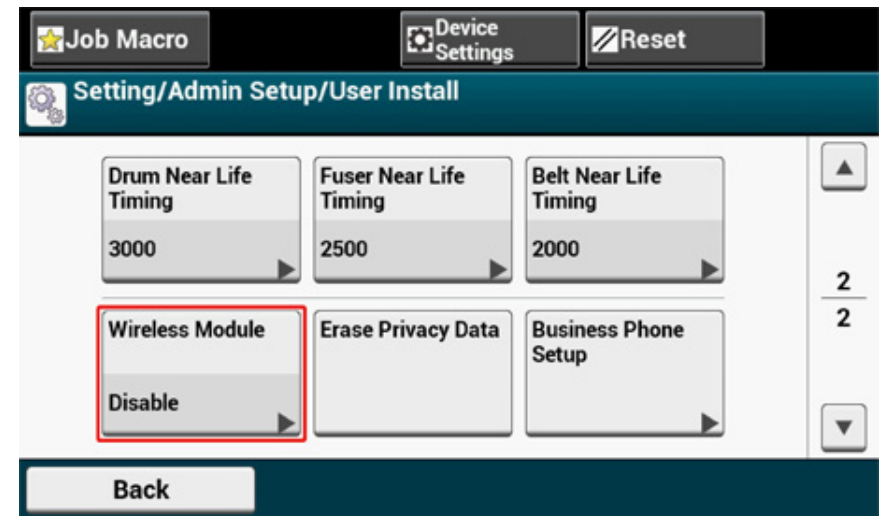 Job Macro
Device
Settings
Reset
Setting/Admin Setup/User Install
Drum Near Life
Timing
3000
Fuser Near Life
Timing
2500
Belt Near Life
Timing
2000
2
2
Wireless Module
Disable
Erase Privacy Data
Business Phone
Setup
Back